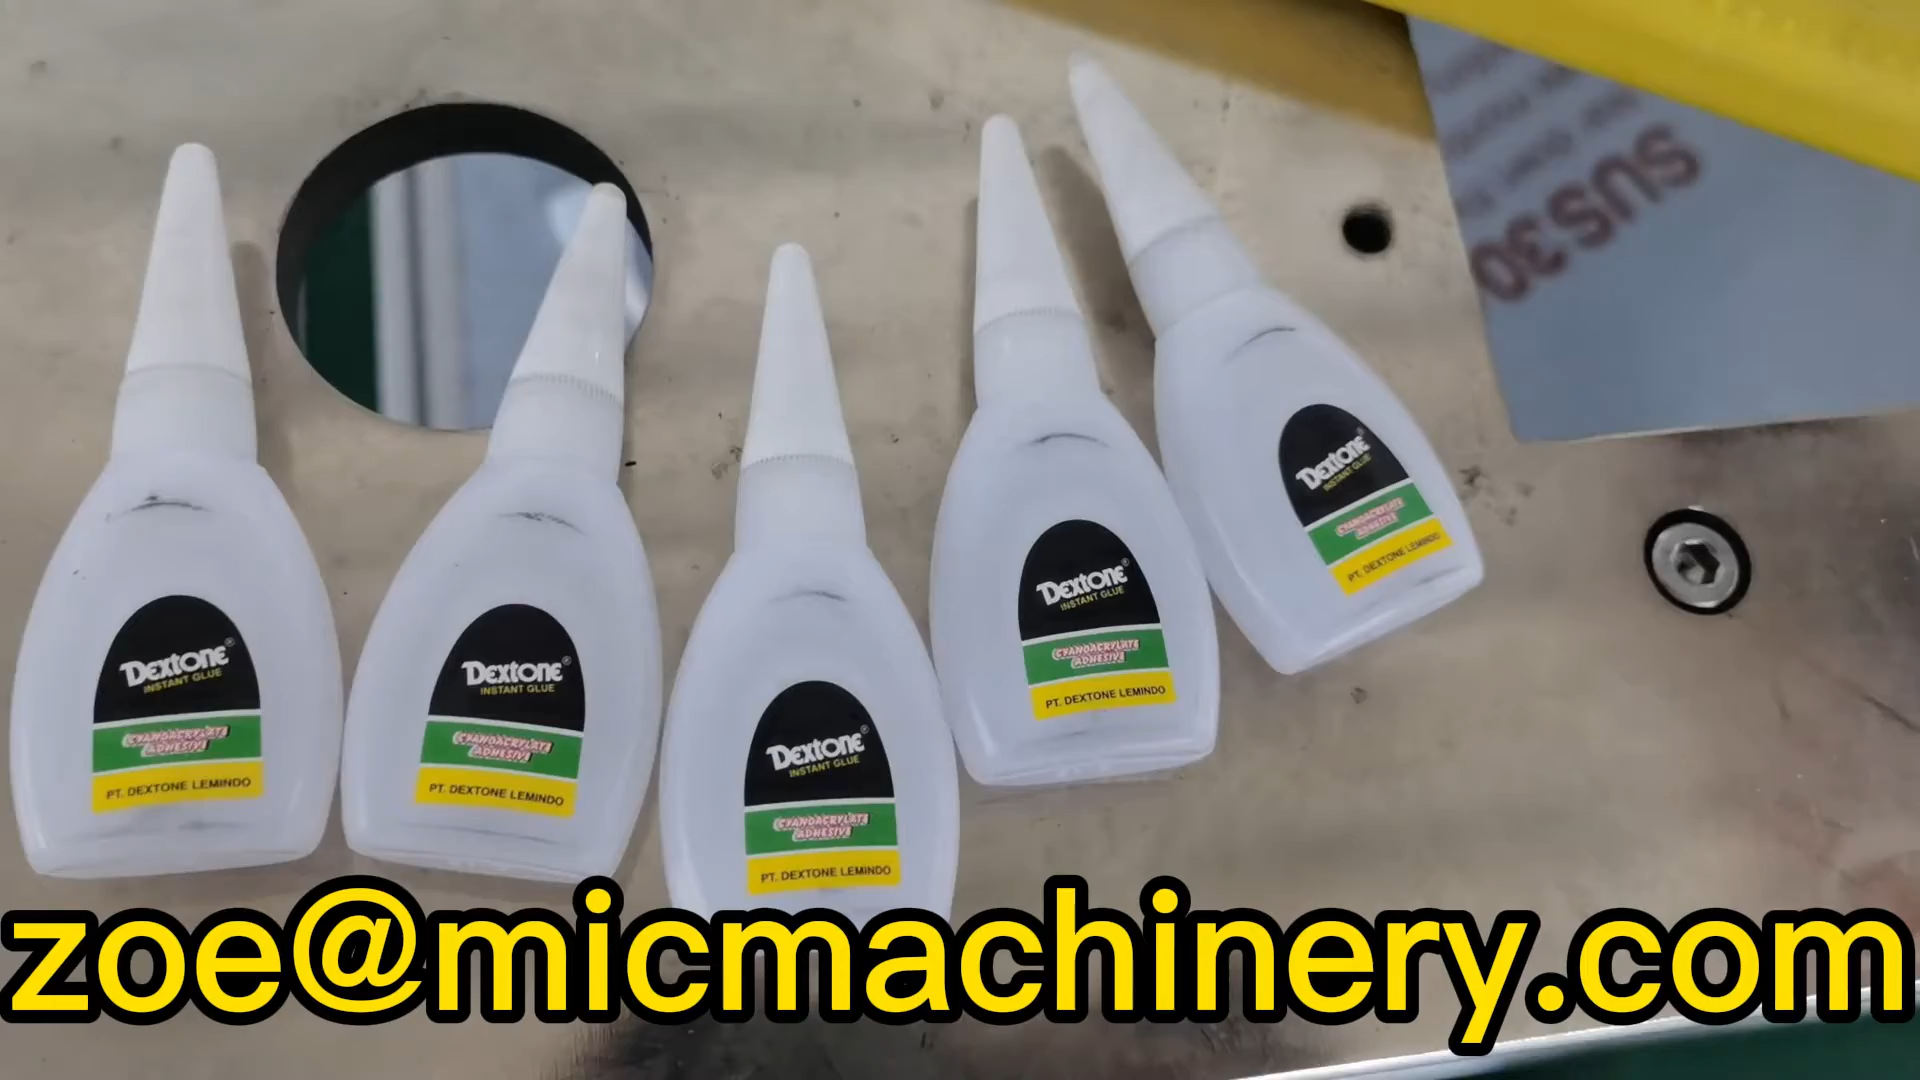 SUS30
DEXTONE®
INSTANT GLUE
CYANOACRYLATE
ADHESIVE
PT. DEXTONE LEMINDO
DEXTONE®
INSTANT GLUE
CYANOACRYLATE
ADHESIVE
PT. DEXTONE LEMINDO
DEXTONE®
INSTANT GLUE
CYANOACRYLATE
ADHESIVE
PT. DEXTONE LEMINDO
DEXTONE®
INSTANT GLUE
CYANOACRYLATE
ADHESIVE
PT. DEXTONE LEMINDO
DEXTONE®
INSTANT GLUE
CYANOACRYLATE
ADHESIVE
PT. DEXTONE LEMINDO
zoe@micmachinery.com